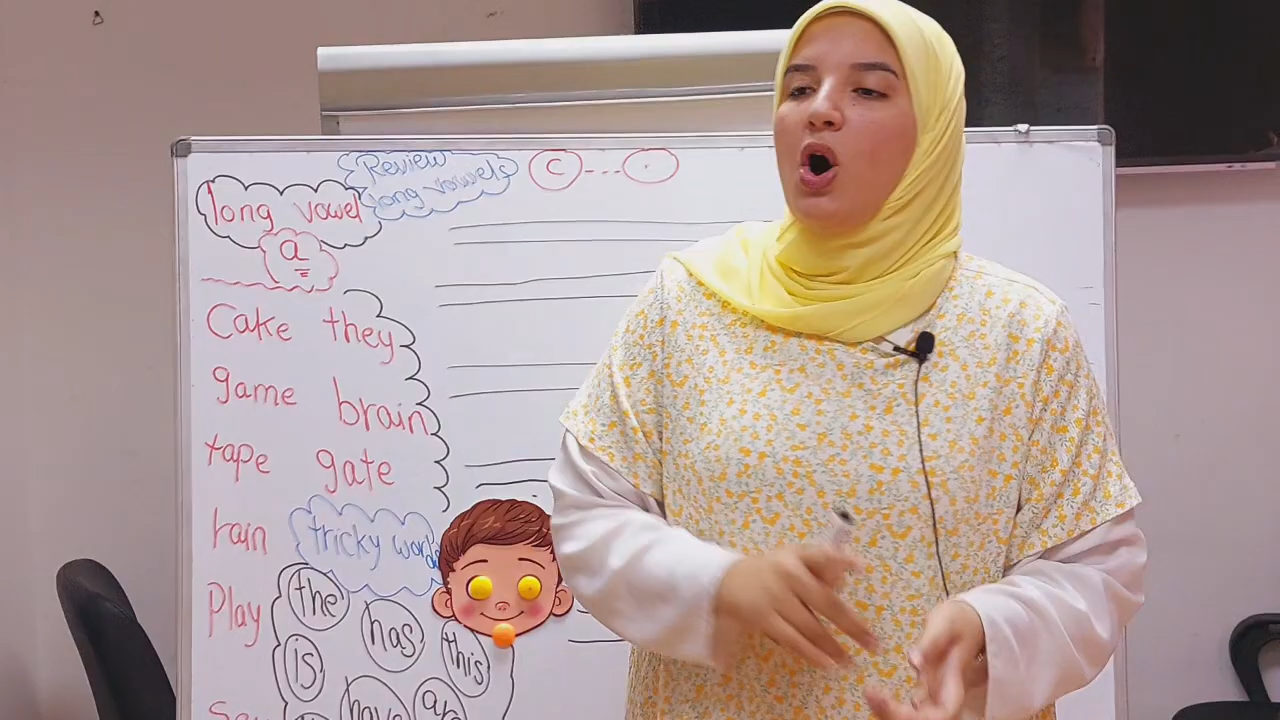 Review
long vowels
C---.
long vowel
a
Cake they
game brain
tape gate
rain
tricky words
Play
the
has
is
this
have
are